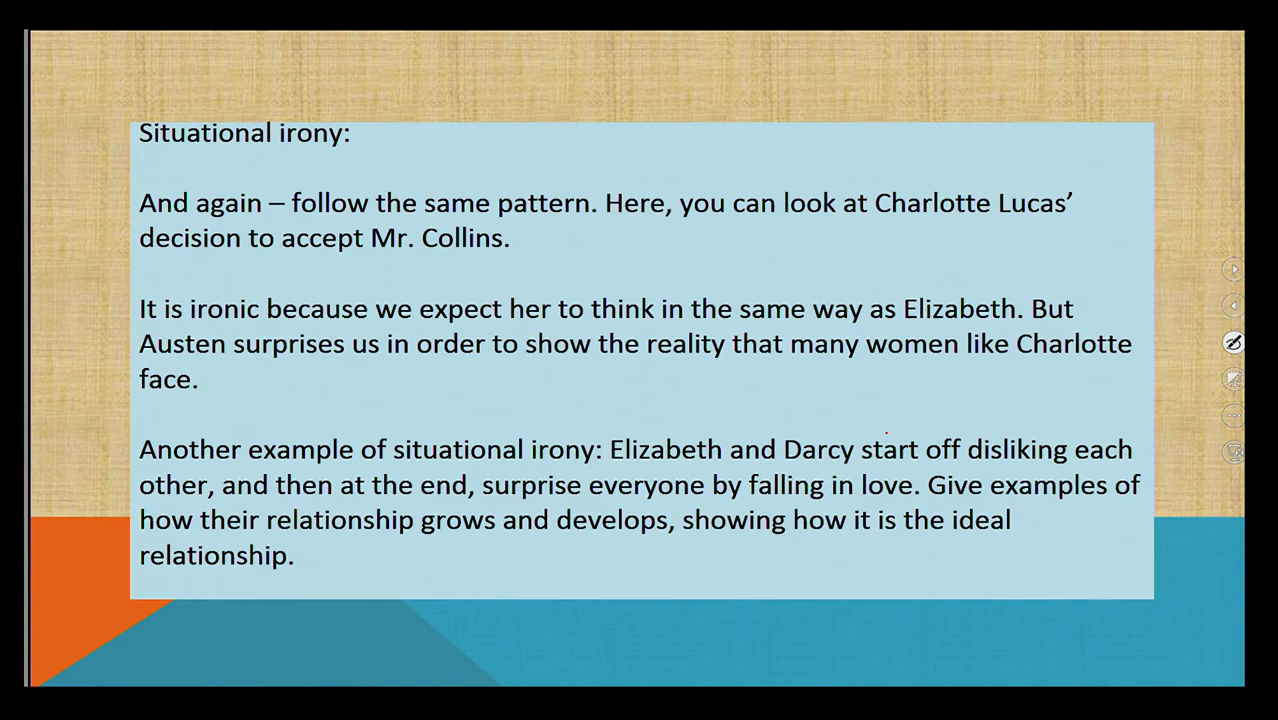 Situational irony:
And again – follow the same pattern. Here, you can look at Charlotte Lucas’
decision to accept Mr. Collins.
It is ironic because we expect her to think in the same way as Elizabeth. But
Austen surprises us in order to show the reality that many women like Charlotte
face.
Another example of situational irony: Elizabeth and Darcy start off disliking each
other, and then at the end, surprise everyone by falling in love. Give examples of
how their relationship grows and develops, showing how it is the ideal
relationship.